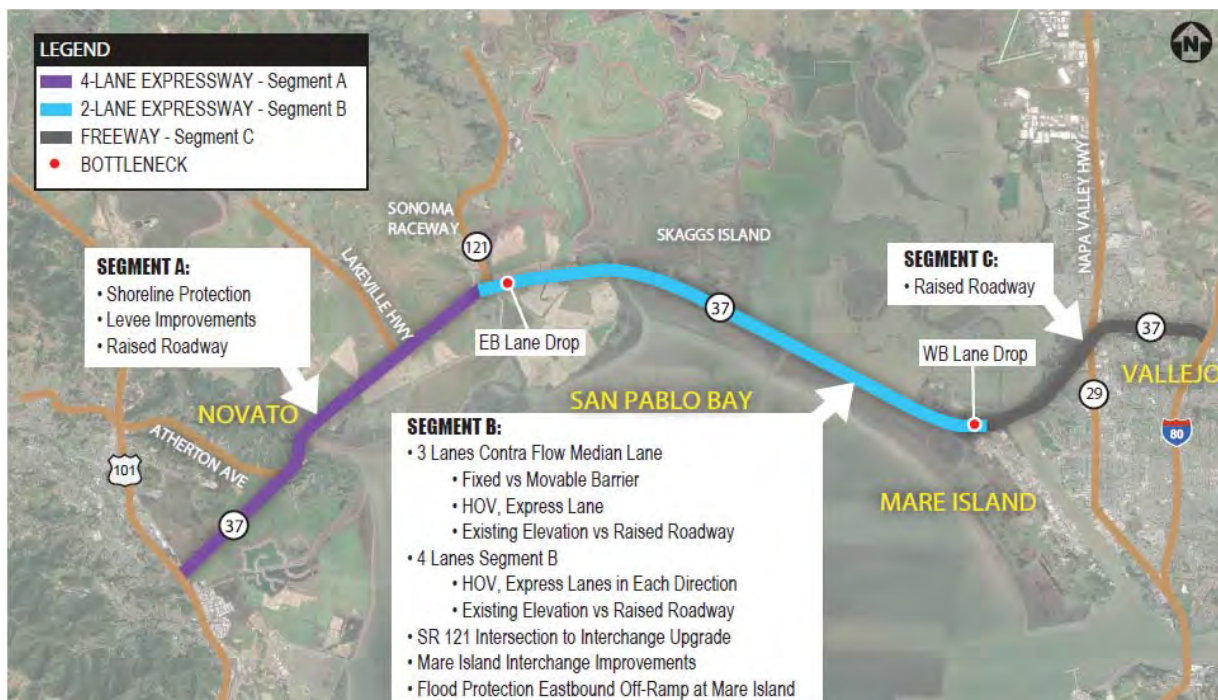 N
LEGEND
4-LANE EXPRESSWAY - Segment A
2-LANE EXPRESSWAY - Segment B
FREEWAY - Segment C
BOTTLENECK
SONOMA
RACEWAY
121
SKAGGS ISLAND
NAPA VALLEY HWY
LAKEVILLE HWY
SEGMENT A:
• Shoreline Protection
• Levee Improvements
• Raised Roadway
SEGMENT C:
• Raised Roadway
37
37
EB Lane Drop
WB Lane Drop
VALLEJO
29
80
NOVATO
SAN PABLO BAY
ATHERTON AVE
101
37
MARE ISLAND
SEGMENT B:
• 3 Lanes Contra Flow Median Lane
• Fixed vs Movable Barrier
• HOV, Express Lane
• Existing Elevation vs Raised Roadway
• 4 Lanes Segment B
• HOV, Express Lanes in Each Direction
• Existing Elevation vs Raised Roadway
• SR 121 Intersection to Interchange Upgrade
• Mare Island Interchange Improvements
• Flood Protection Eastbound Off-Ramp at Mare Island